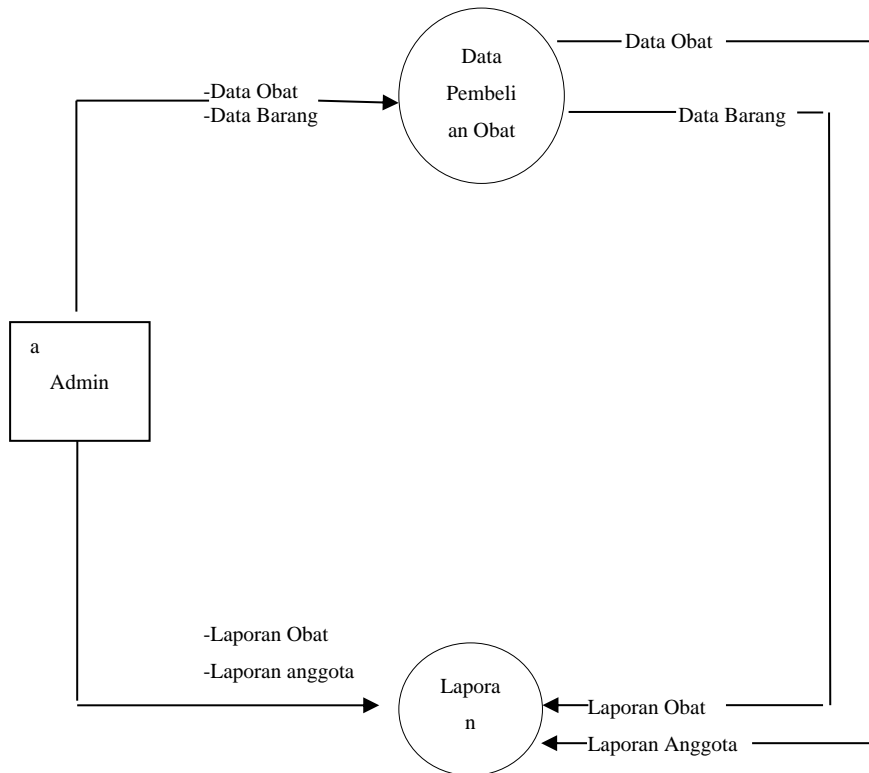 Data
Pembeli
an Obat
Data Obat
-Data Obat
-Data Barang
Data Barang
a
Admin
-Laporan Obat
-Laporan anggota
Lapora
n
Laporan Obat
Laporan Anggota